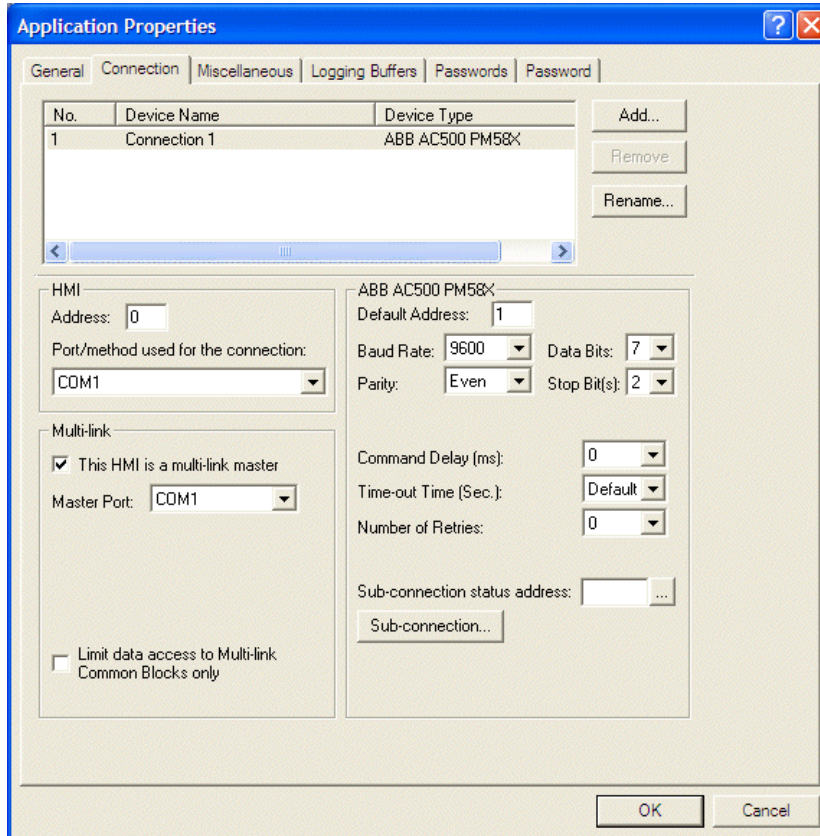 Application Properties
General Connection Miscellaneous Logging Buffers Passwords Password
No. Device Name Device Type
1 Connection 1 ABB AC500 PM58X
Add...
Remove
Rename...
HMI
Address: 0
Port/method used for the connection:
COM1
Multi-link
This HMI is a multi-link master
Master Port: COM1
Limit data access to Multi-link
Common Blocks only
ABB AC500 PM58X
Default Address: 1
Baud Rate: 9600 Data Bits: 7
Parity: Even Stop Bit(s): 2
Command Delay (ms): 0
Time-out Time (Sec.): Default
Number of Retries: 0
Sub-connection status address: ...
Sub-connection...
OK Cancel